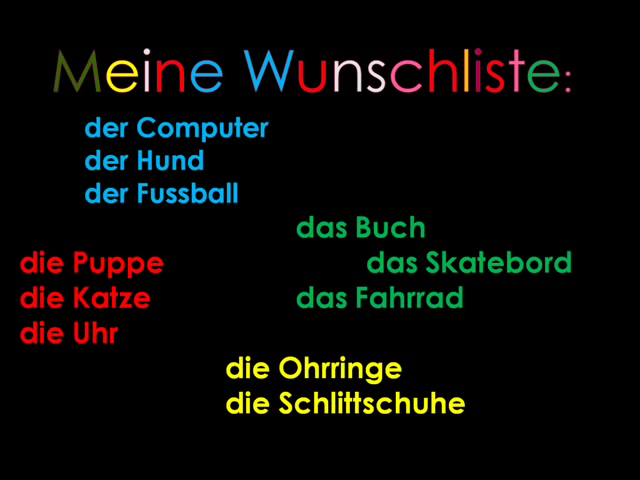 Meine Wunschliste:
der Computer
der Hund
der Fussball
das Buch
die Puppe
das Skatebord
die Katze
das Fahrrad
die Uhr
die Ohrringe
die Schlittschuhe